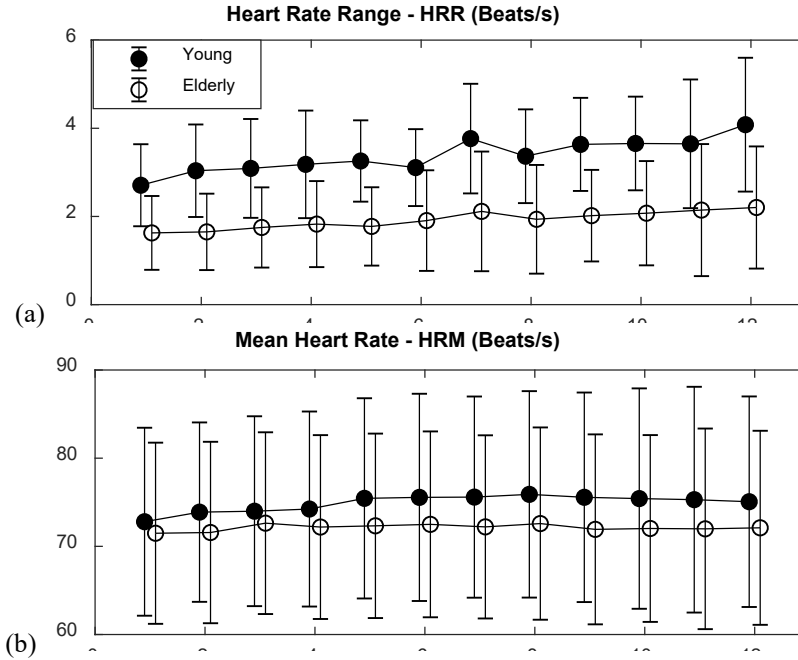 Heart Rate Range - HRR (Beats/s)
6
Young
Elderly
4
2
0
(a)
Mean Heart Rate - HRM (Beats/s)
90
80
70
60
(b)